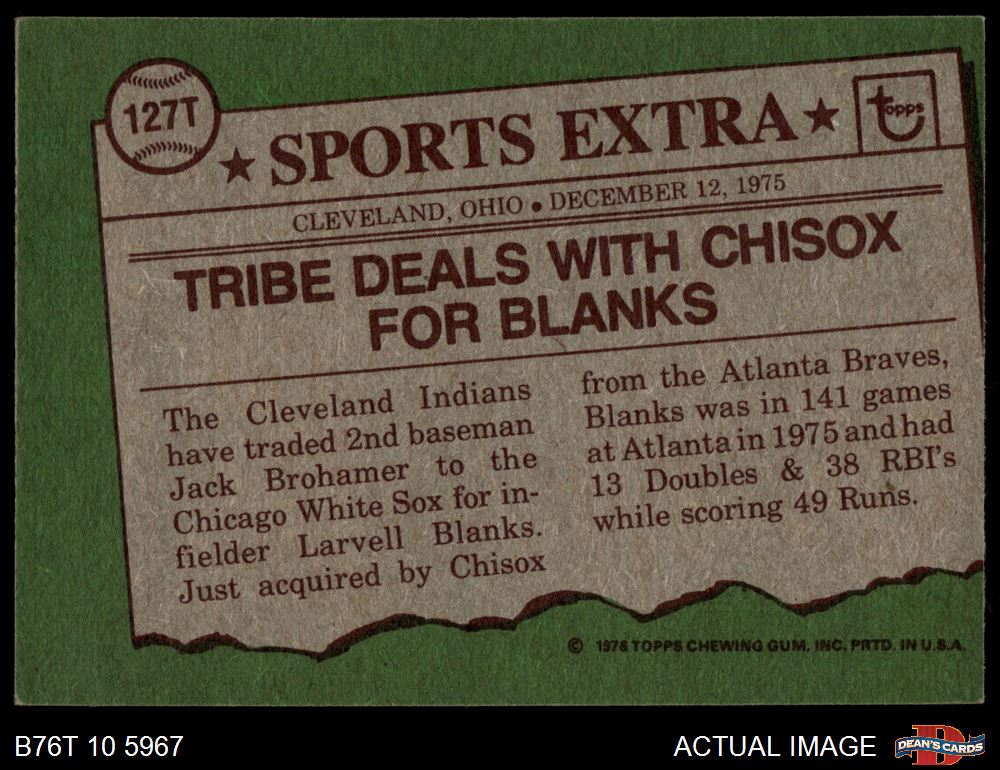 127T
★ SPORTS EXTRA ★
topps
CLEVELAND, OHIO • DECEMBER 12, 1975
TRIBE DEALS WITH CHISOX
FOR BLANKS
The Cleveland Indians
have traded 2nd baseman
Jack Brohamer to the
Chicago White Sox for in-
fielder Larvell Blanks.
Just acquired by Chisox
from the Atlanta Braves,
Blanks was in 141 games
at Atlanta in 1975 and had
13 Doubles & 38 RBI's
while scoring 49 Runs.
© 1976 TOPPS CHEWING GUM, INC. PRTD. IN U.S.A.
B76T 10 5967
ACTUAL IMAGE
D
DEAN'S CARDS